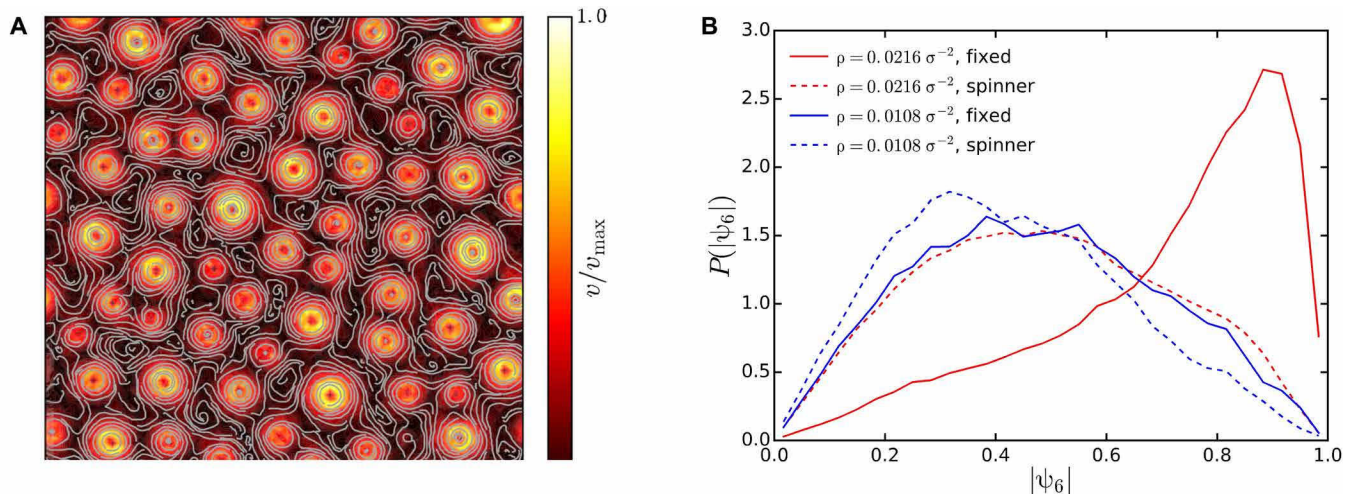 A
1.0
v/v_max
B
P(|ψ₆|)
3.0
2.5
2.0
1.5
1.0
0.5
0.0
ρ = 0.0216 σ⁻², fixed
ρ = 0.0216 σ⁻², spinner
ρ = 0.0108 σ⁻², fixed
ρ = 0.0108 σ⁻², spinner
0.0 0.2 0.4 0.6 0.8 1.0
|ψ₆|